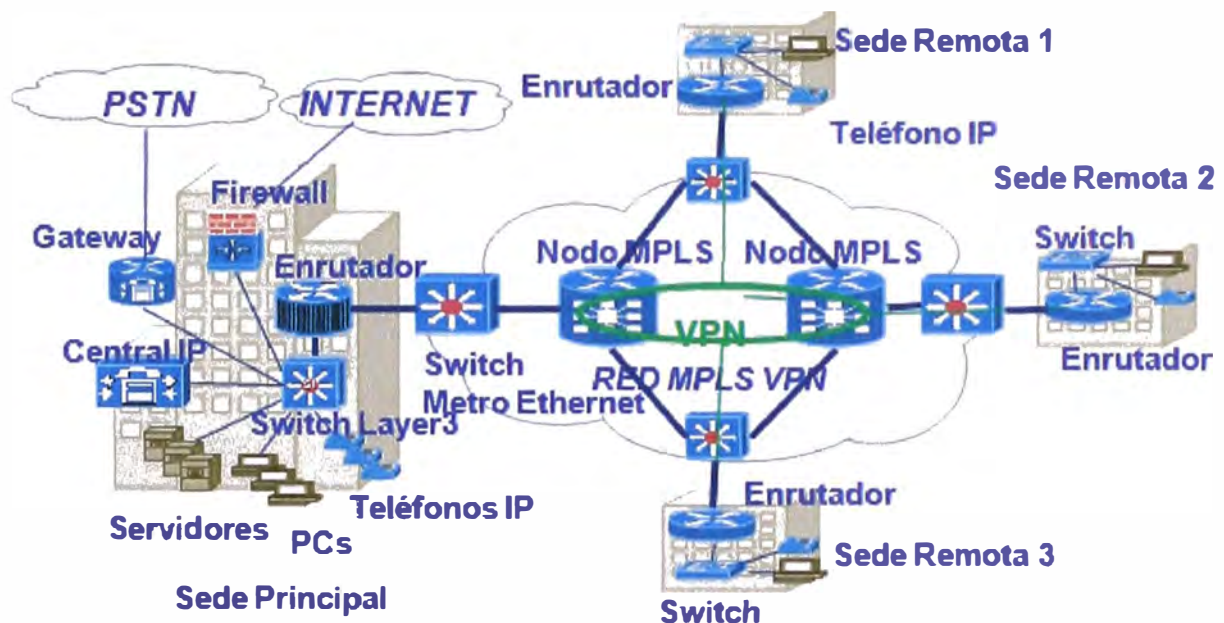 Sede Remota 1
Enrutador
PSTN
INTERNET
Teléfono IP
Sede Remota 2
Firewall
Gateway
Enrutador
Nodo MPLS
Nodo MPLS
Switch
VPN
Central IP
Switch
Metro Ethernet
RED MPLS VPN
Enrutador
Switch Layer3
Teléfonos IP
Enrutador
Servidores
PCs
Sede Remota 3
Sede Principal
Switch